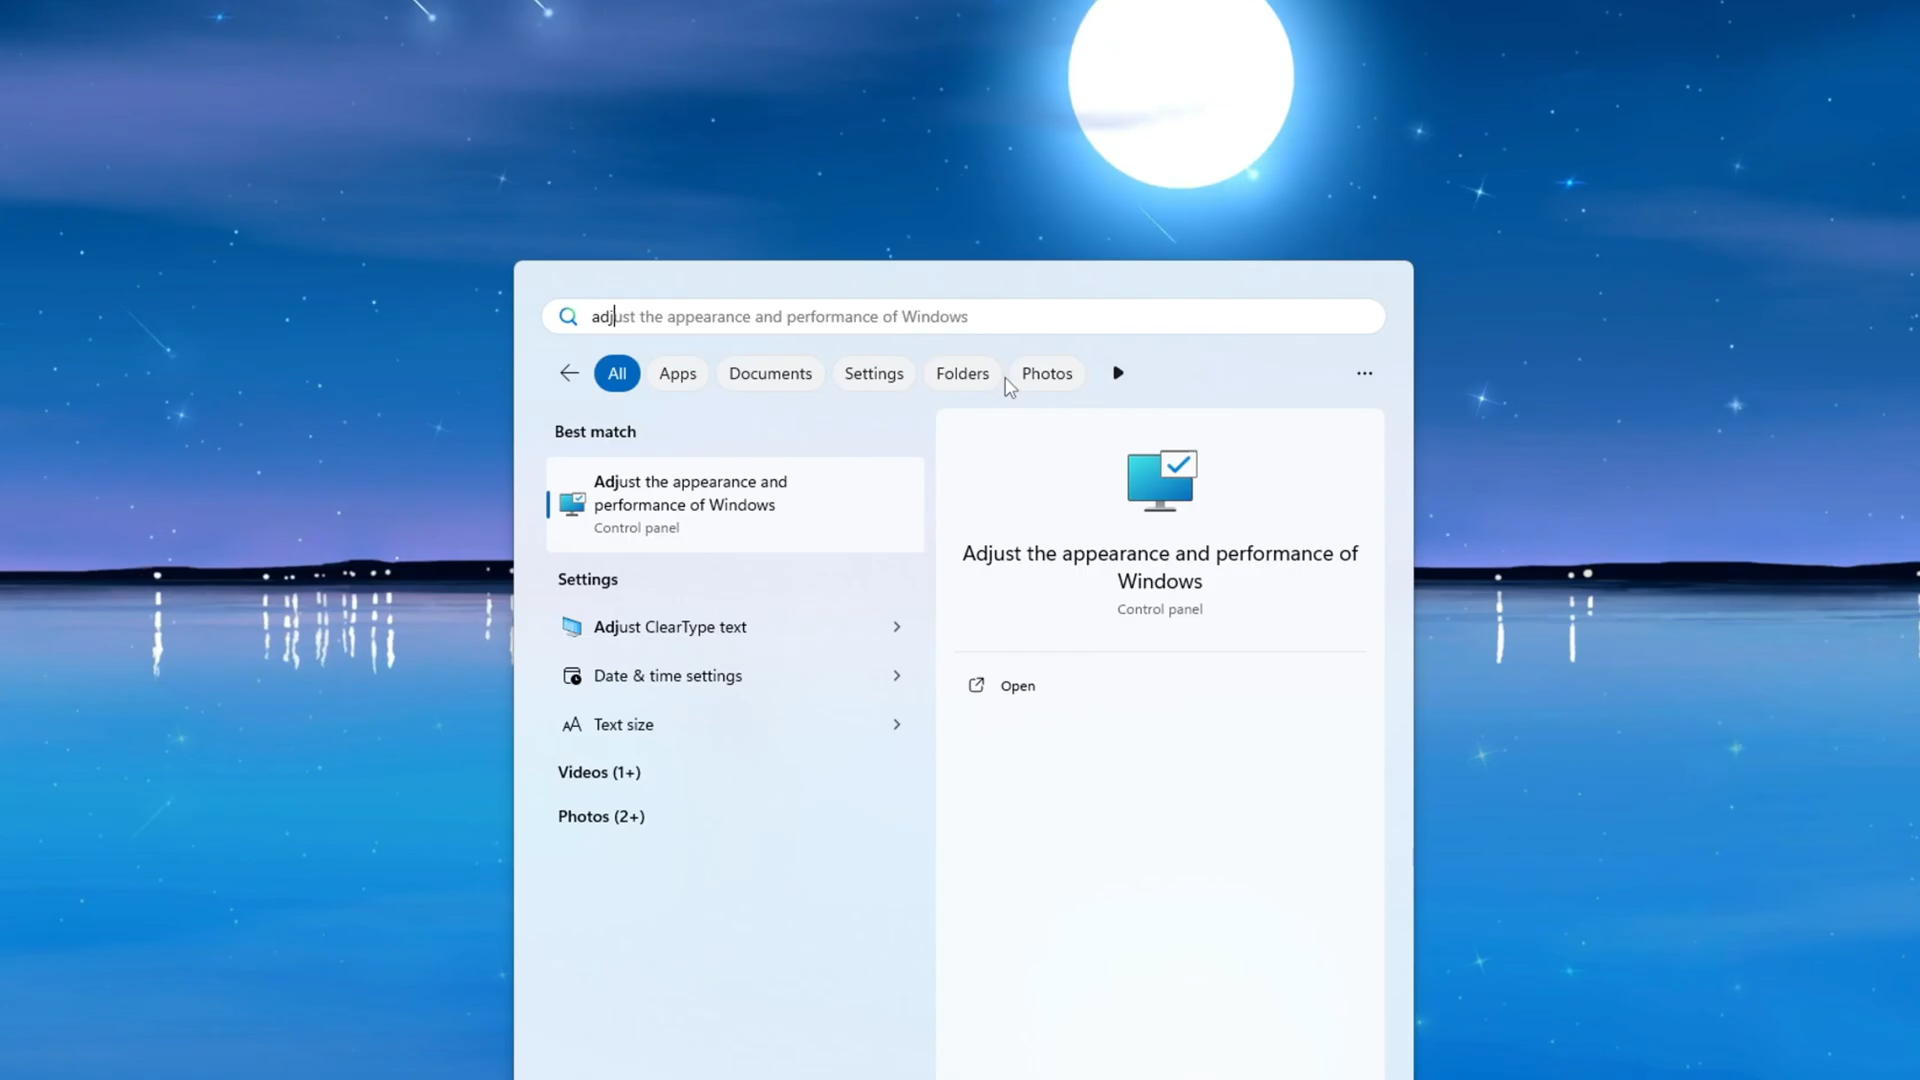 adjust the appearance and performance of Windows
All Apps Documents Settings Folders Photos
Best match
Adjust the appearance and
performance of Windows
Control panel
Settings
Adjust ClearType text
Date & time settings
Text size
Videos (1+)
Photos (2+)
Adjust the appearance and performance of
Windows
Control panel
Open